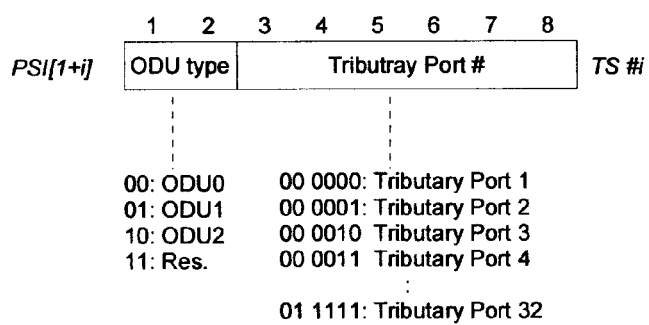 1 2 3 4 5 6 7 8
PSI[1+i] ODU type Tributray Port # TS #i
00: ODU0 00 0000: Tributary Port 1
01: ODU1 00 0001: Tributary Port 2
10: ODU2 00 0010 Tributary Port 3
11: Res. 00 0011 Tributary Port 4
:
01 1111: Tributary Port 32